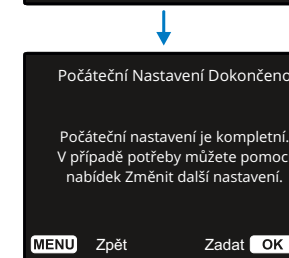 Počáteční Nastavení Dokončeno
Počáteční nastavení je kompletní.
V případě potřeby můžete pomoc
nabídek Změnit další nastavení.
MENU Zpět Zadat OK